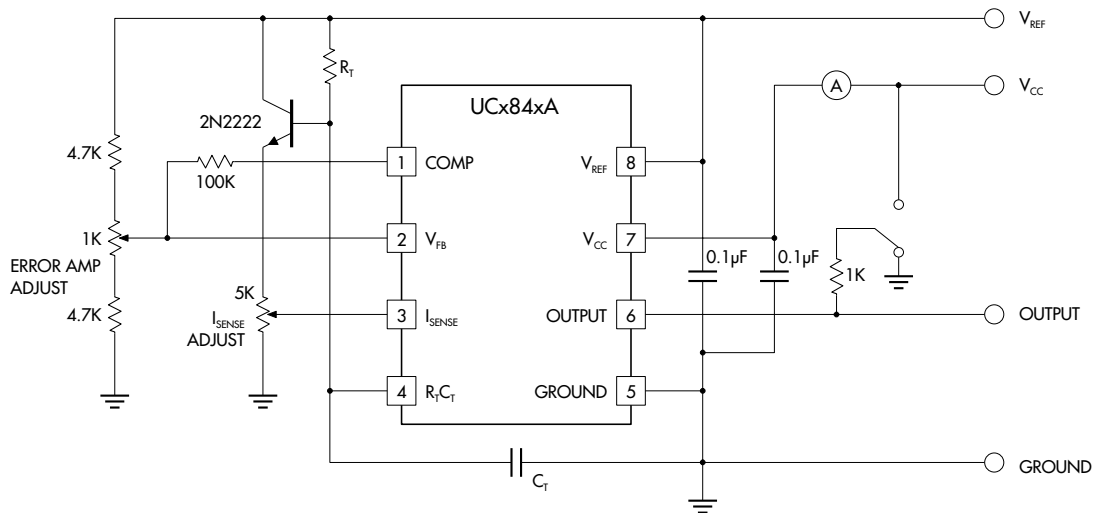 V_REF
R_T
UCx84xA
A
V_CC
2N2222
4.7K
100K
1
COMP
V_REF
8
1K
ERROR AMP
ADJUST
2
V_FB
V_CC
7
0.1µF
0.1µF
1K
4.7K
5K
I_SENSE
ADJUST
3
I_SENSE
OUTPUT
6
OUTPUT
4
R_TC_T
GROUND
5
C_T
GROUND